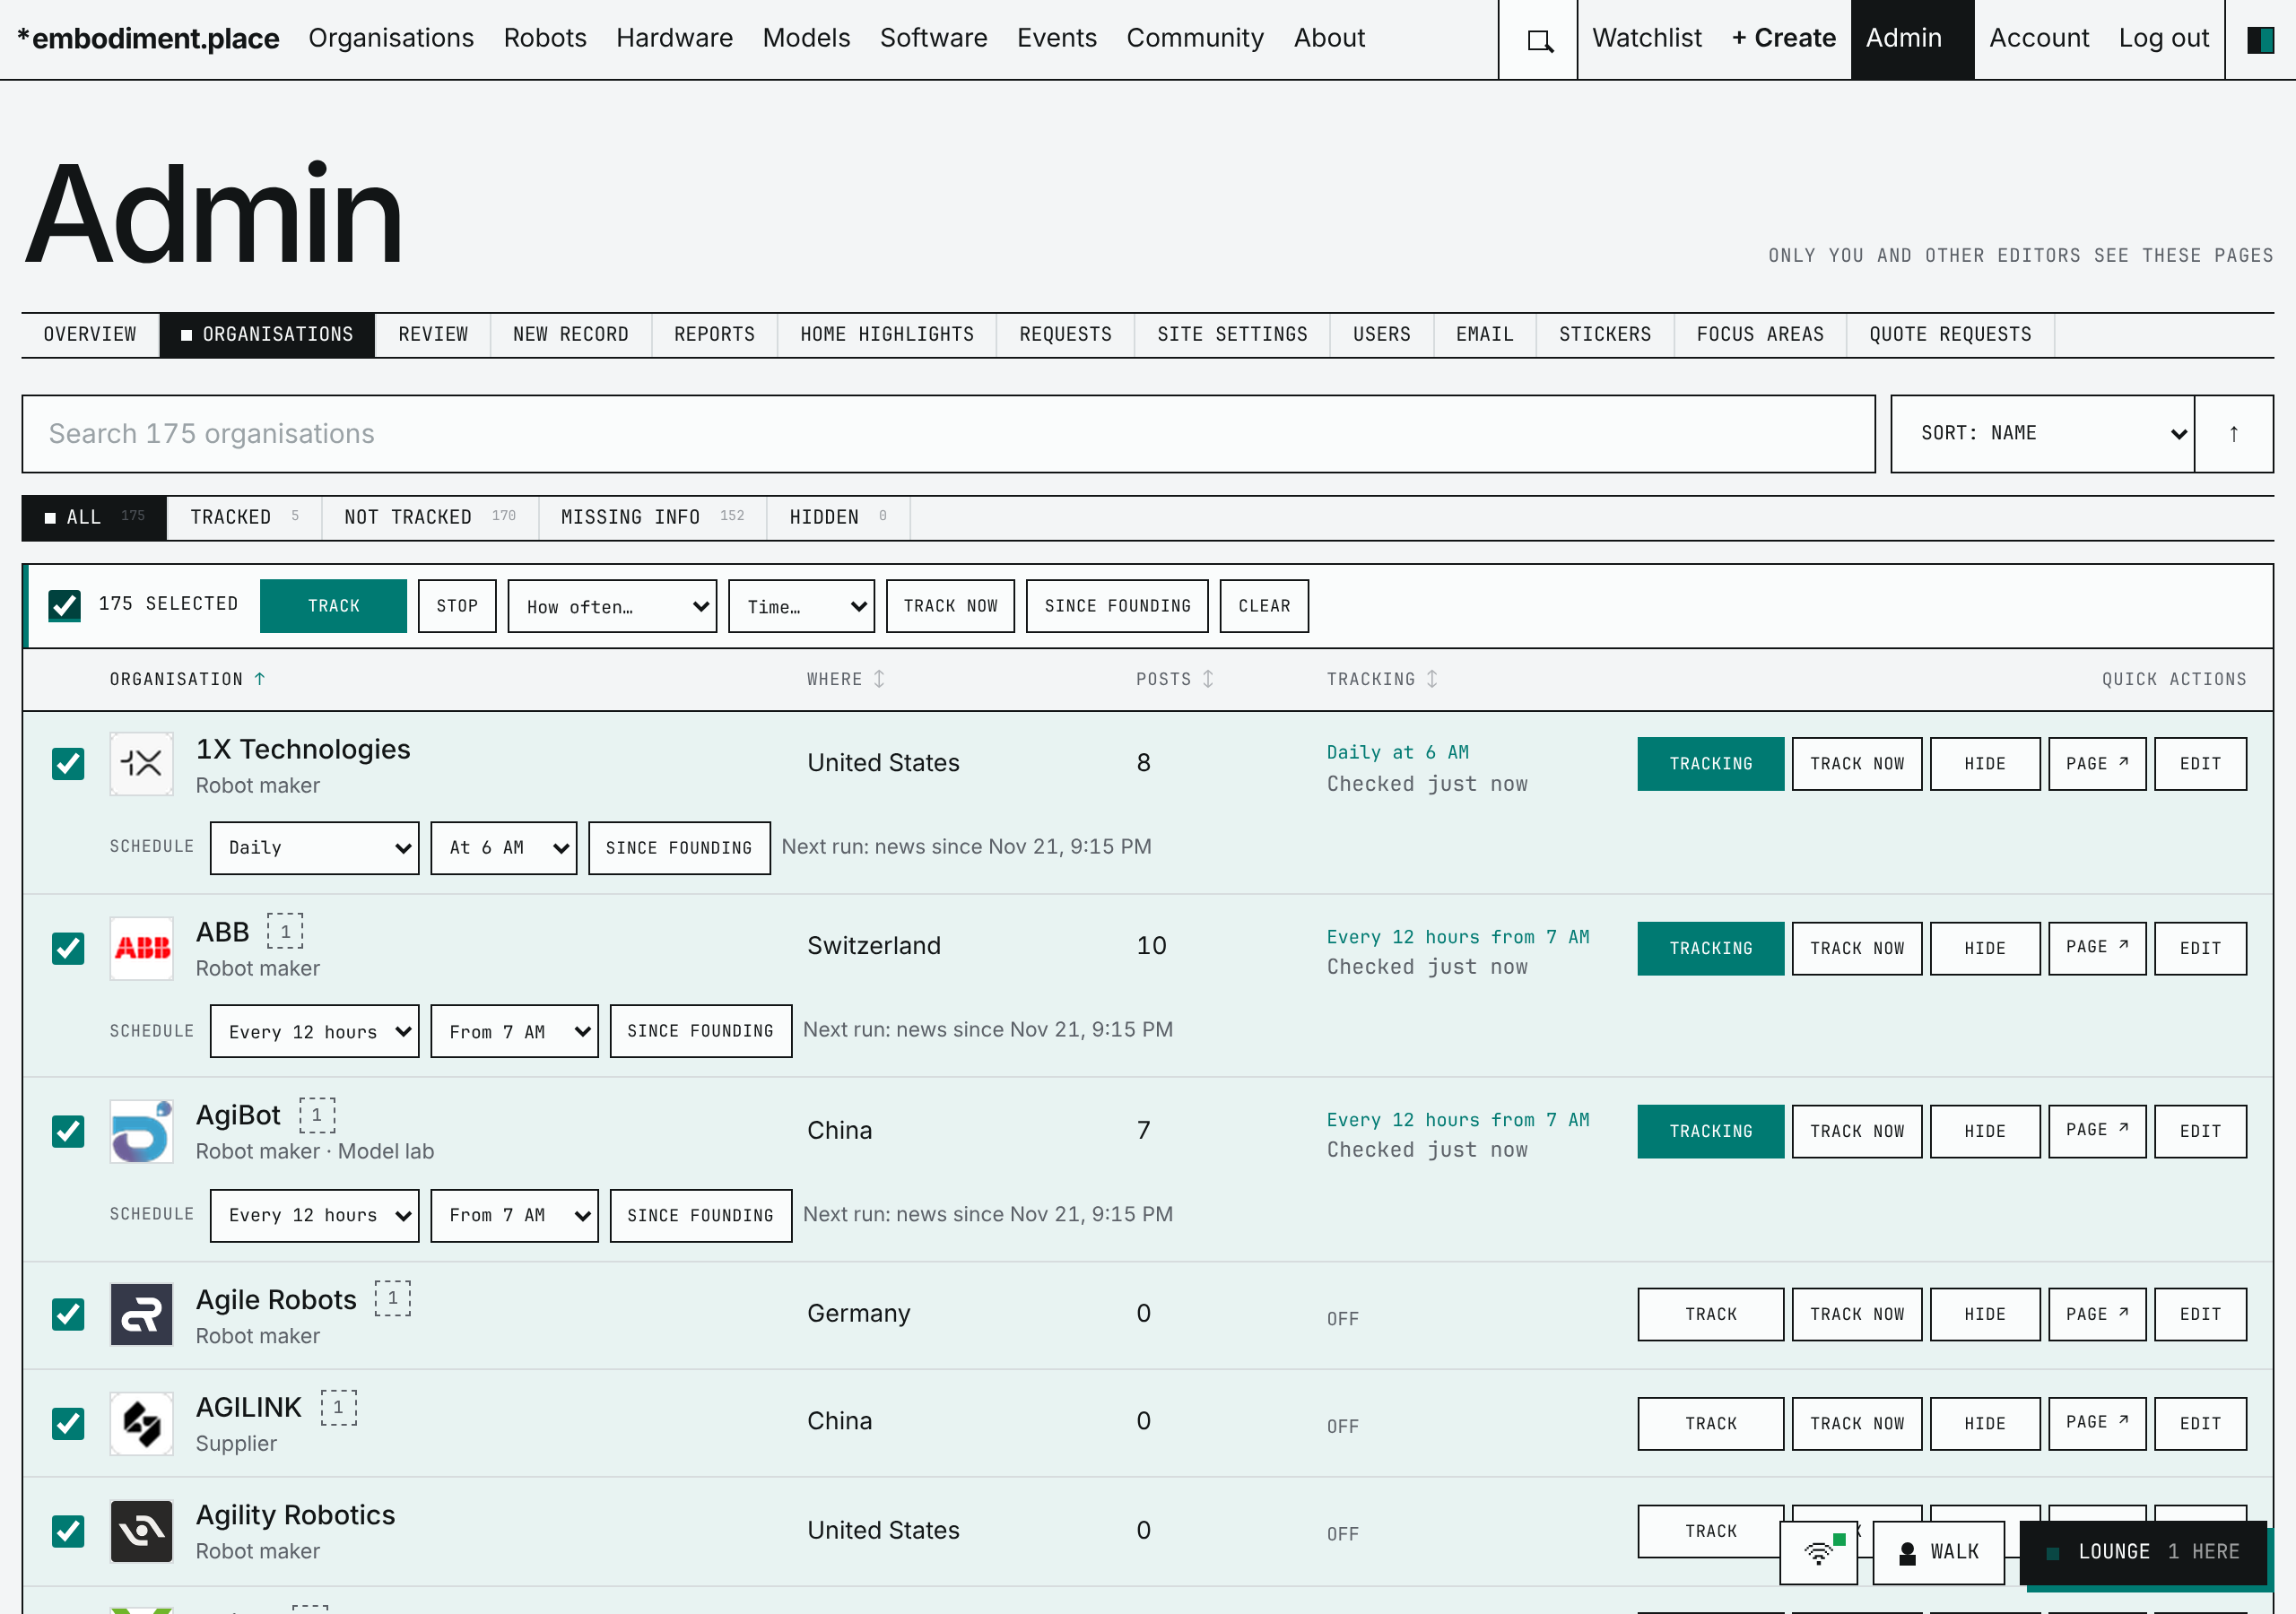 *embodiment.place Organisations Robots Hardware Models Software Events Community About Watchlist + Create Admin Account Log out
Admin
ONLY YOU AND OTHER EDITORS SEE THESE PAGES
OVERVIEW ORGANISATIONS REVIEW NEW RECORD REPORTS HOME HIGHLIGHTS REQUESTS SITE SETTINGS USERS EMAIL STICKERS FOCUS AREAS QUOTE REQUESTS
Search 175 organisations SORT: NAME ↑
ALL 175 TRACKED 5 NOT TRACKED 170 MISSING INFO 152 HIDDEN 0
175 SELECTED TRACK STOP How often… Time… TRACK NOW SINCE FOUNDING CLEAR
ORGANISATION ↑ WHERE POSTS TRACKING QUICK ACTIONS
1X Technologies
Robot maker
United States 8
Daily at 6 AM
Checked just now
TRACKING TRACK NOW HIDE PAGE ↗ EDIT
SCHEDULE Daily At 6 AM SINCE FOUNDING Next run: news since Nov 21, 9:15 PM
ABB
ABB 1
Robot maker
Switzerland 10
Every 12 hours from 7 AM
Checked just now
TRACKING TRACK NOW HIDE PAGE ↗ EDIT
SCHEDULE Every 12 hours From 7 AM SINCE FOUNDING Next run: news since Nov 21, 9:15 PM
AgiBot 1
Robot maker · Model lab
China 7
Every 12 hours from 7 AM
Checked just now
TRACKING TRACK NOW HIDE PAGE ↗ EDIT
SCHEDULE Every 12 hours From 7 AM SINCE FOUNDING Next run: news since Nov 21, 9:15 PM
Agile Robots 1
Robot maker
Germany 0 OFF TRACK TRACK NOW HIDE PAGE ↗ EDIT
AGILINK 1
Supplier
China 0 OFF TRACK TRACK NOW HIDE PAGE ↗ EDIT
Agility Robotics
Robot maker
United States 0 OFF TRACK
WALK LOUNGE 1 HERE